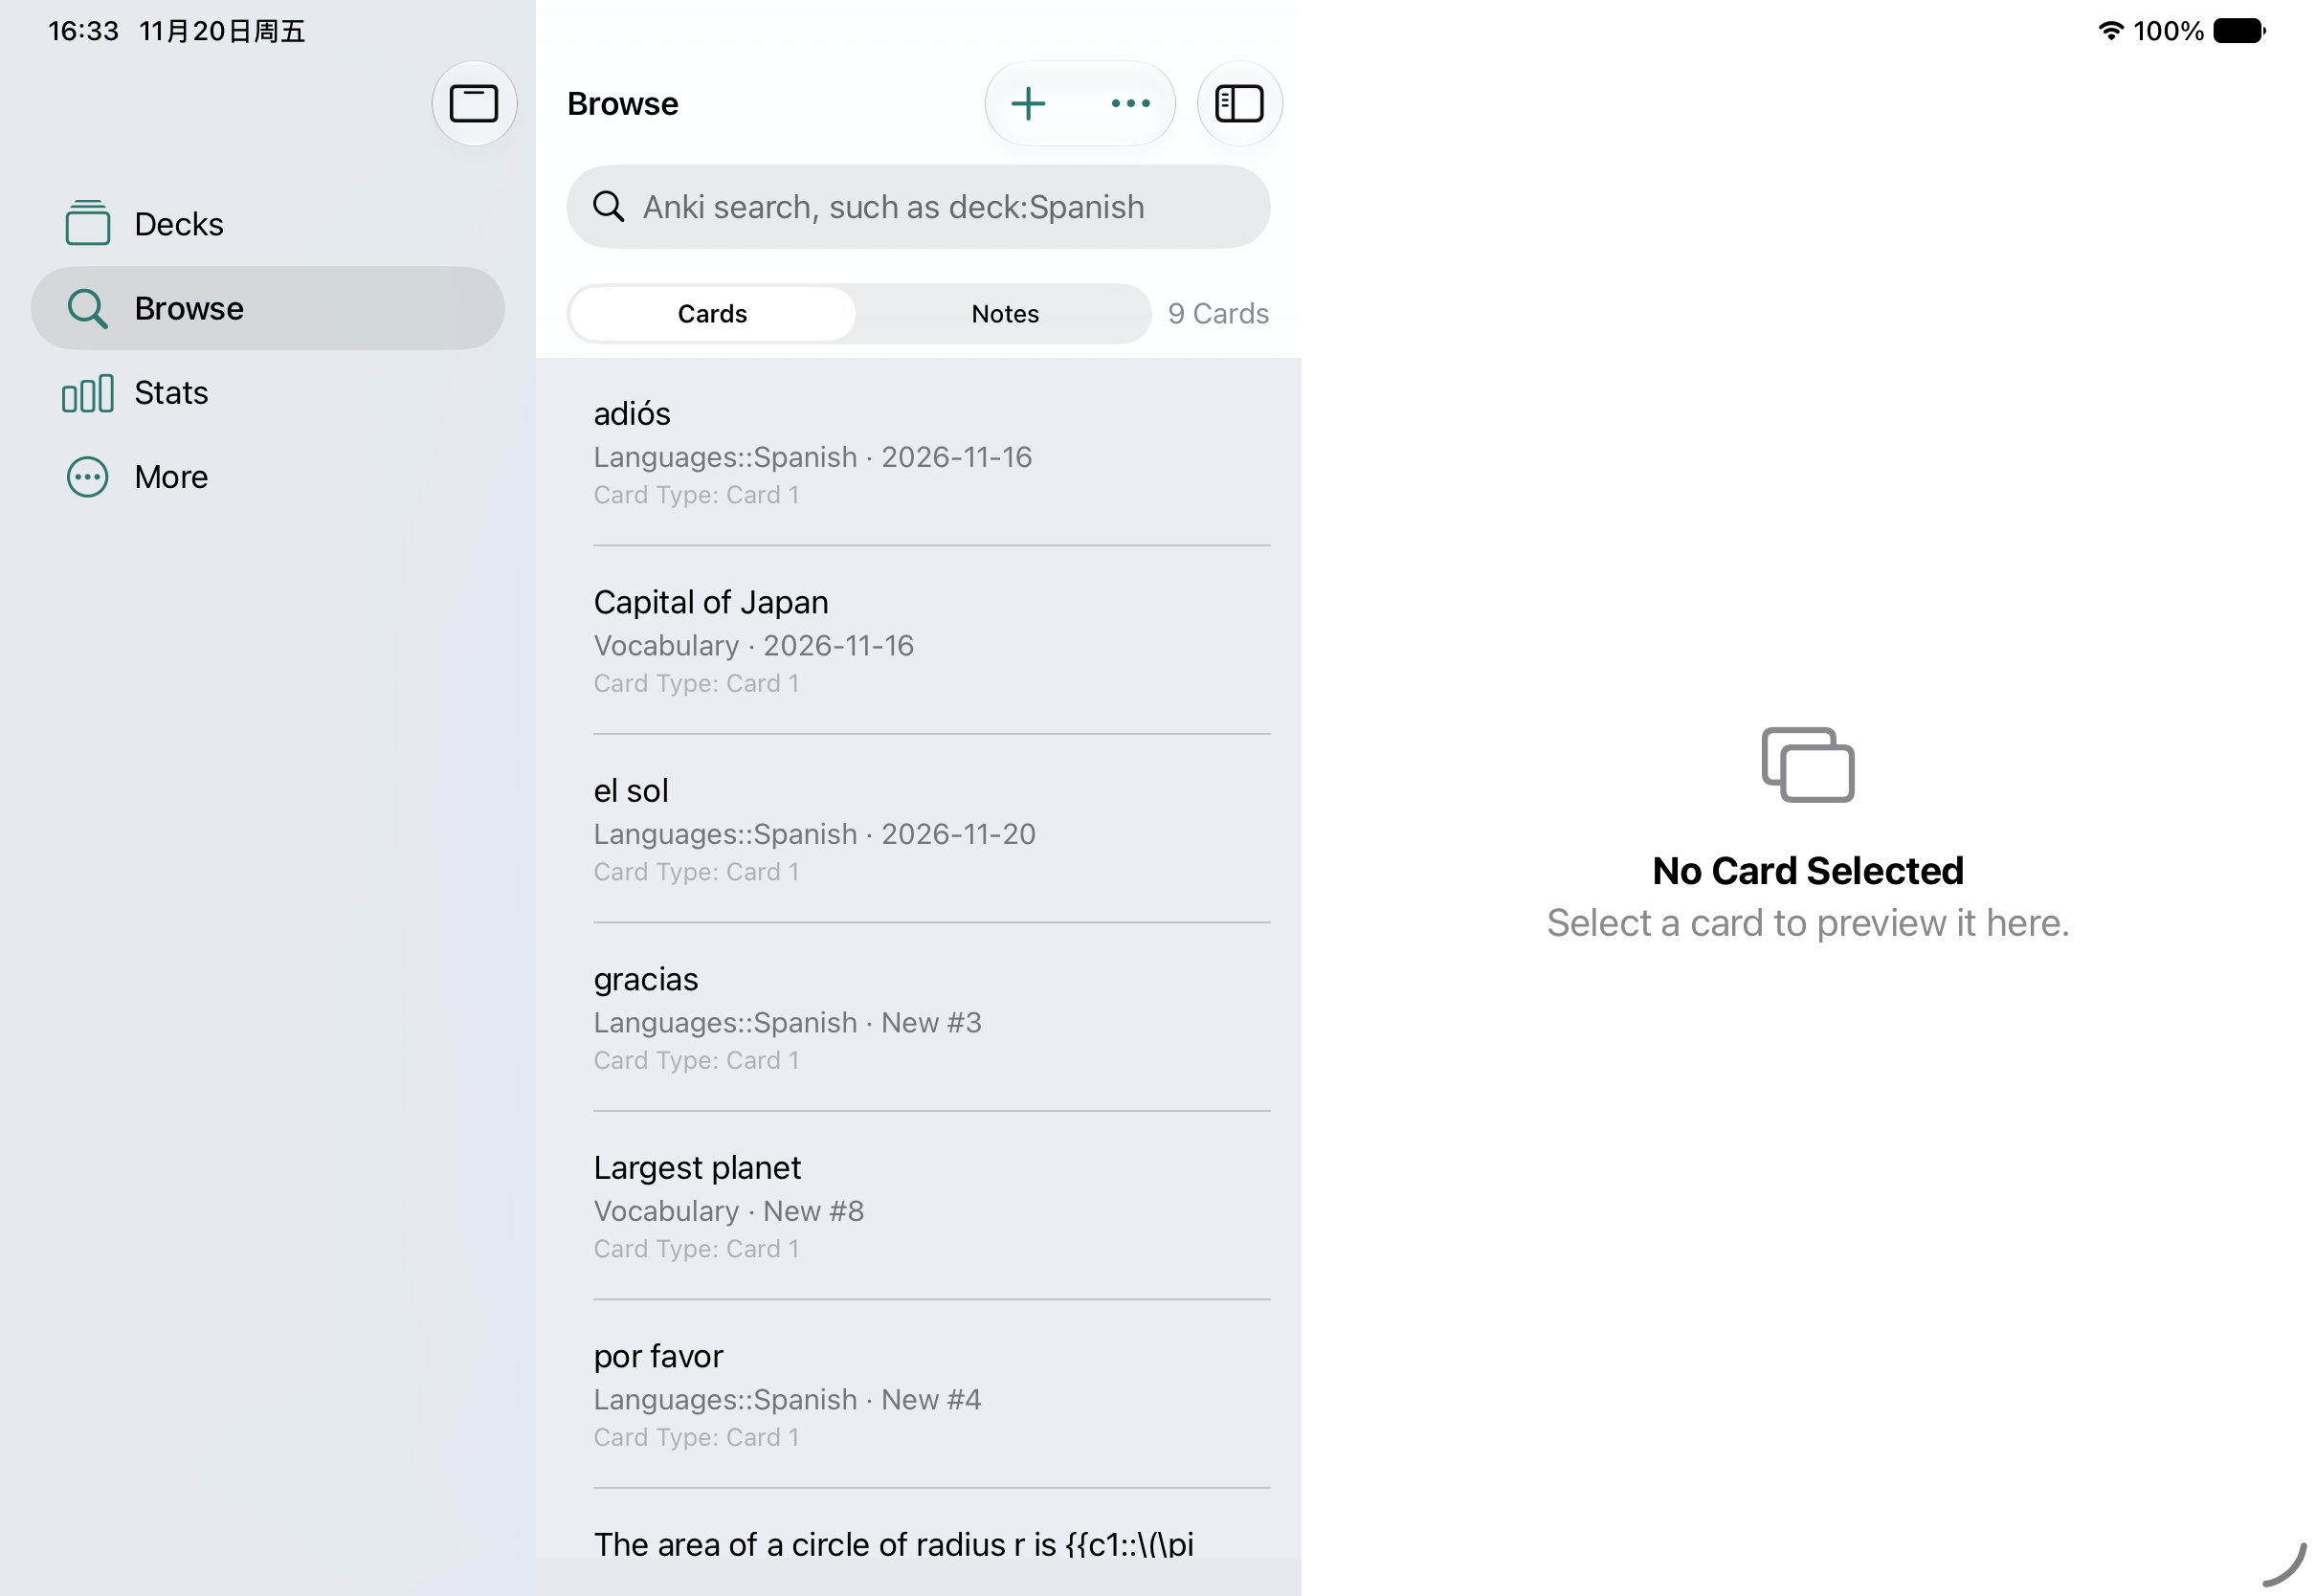 16:33 11月20日周五
100%
Decks
Browse
Stats
More
Browse
Anki search, such as deck:Spanish
Cards
Notes
9 Cards
adiós
Languages::Spanish · 2026-11-16
Card Type: Card 1
Capital of Japan
Vocabulary · 2026-11-16
Card Type: Card 1
el sol
Languages::Spanish · 2026-11-20
Card Type: Card 1
gracias
Languages::Spanish · New #3
Card Type: Card 1
Largest planet
Vocabulary · New #8
Card Type: Card 1
por favor
Languages::Spanish · New #4
Card Type: Card 1
The area of a circle of radius r is {{c1::\(\pi
No Card Selected
Select a card to preview it here.